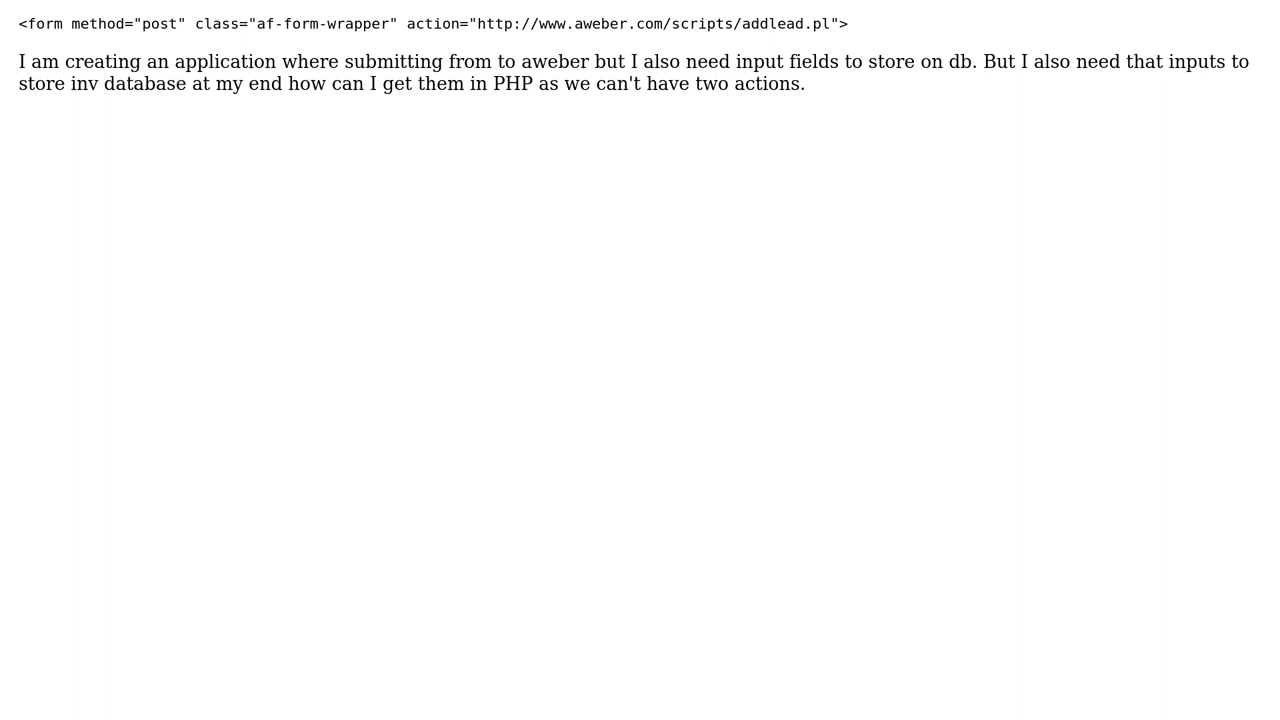 <form method="post" class="af-form-wrapper" action="http://www.aweber.com/scripts/addlead.pl">
I am creating an application where submitting from to aweber but I also need input fields to store on db. But I also need that inputs to
store inv database at my end how can I get them in PHP as we can't have two actions.